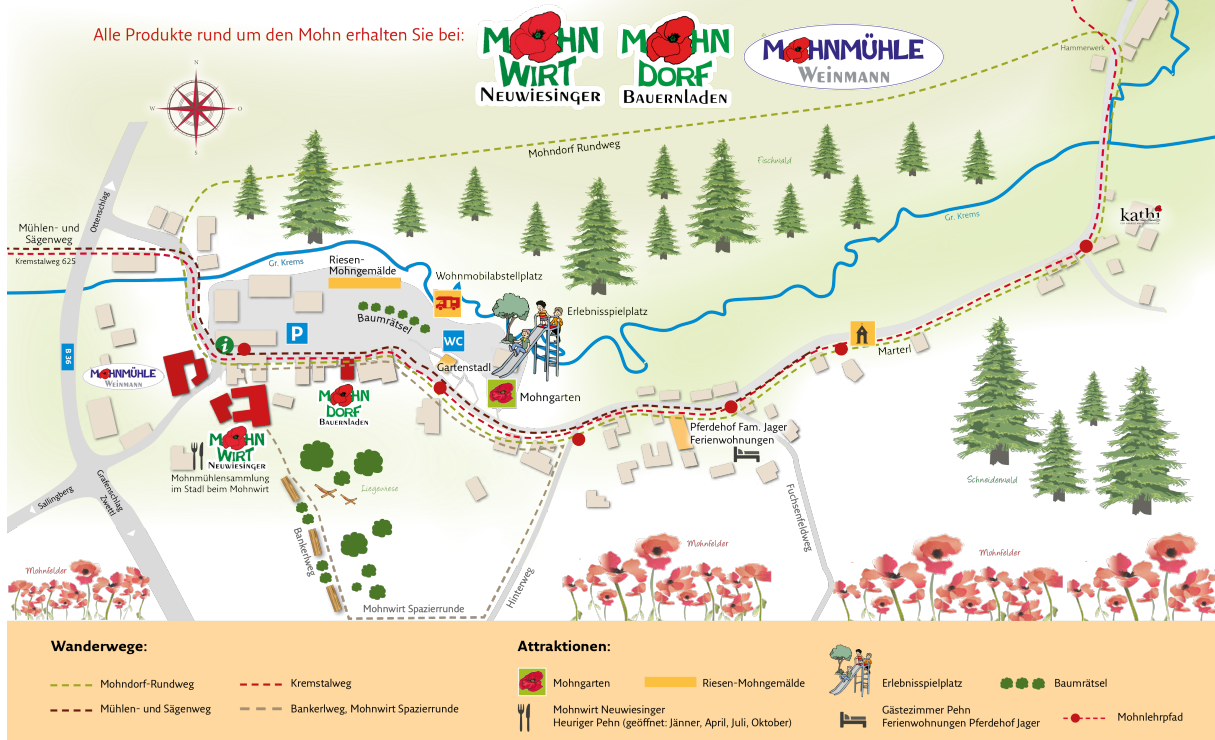 Alle Produkte rund um den Mohn erhalten Sie bei:
MOHN
WIRT
NEUWIESINGER
MOHN
DORF
BAUERNLADEN
MOHNMÜHLE
WEINMANN
Hammerwerk
N
W
O
S
Mohndorf Rundweg
Fischwald
Ottenschlag
kathi
Mühlen- und
Sägenweg
Kremstalweg 625
Gr. Krems
Gr. Krems
Riesen-
Mohngemälde
Wohnmobilabstellplatz
Baumrätsel
Erlebnisspielplatz
P
i
WC
B 36
Marterl
Gartenstadl
MOHNMÜHLE
WEINMANN
MOHN
DORF
BAUERNLADEN
Mohngarten
Pferdehof Fam. Jager
Ferienwohnungen
MOHN
WIRT
NEUWIESINGER
Mohnmühlensammlung
im Stadl beim Mohnwirt
Liegewiese
Schneiderwald
Sallingberg
Grafenschlag
Zwettl
Bankerlweg
Hinterweg
Fuchsenfeldweg
Mohnfelder
Mohnfelder
Mohnfelder
Mohnwirt Spazierrunde
Wanderwege:
Mohndorf-Rundweg
Kremstalweg
Mühlen- und Sägenweg
Bankerlweg, Mohnwirt Spazierrunde
Attraktionen:
Mohngarten
Riesen-Mohngemälde
Erlebnisspielplatz
Baumrätsel
Mohnwirt Neuwiesinger
Heuriger Pehn (geöffnet: Jänner, April, Juli, Oktober)
Gästezimmer Pehn
Ferienwohnungen Pferdehof Jager
Mohnlehrpfad